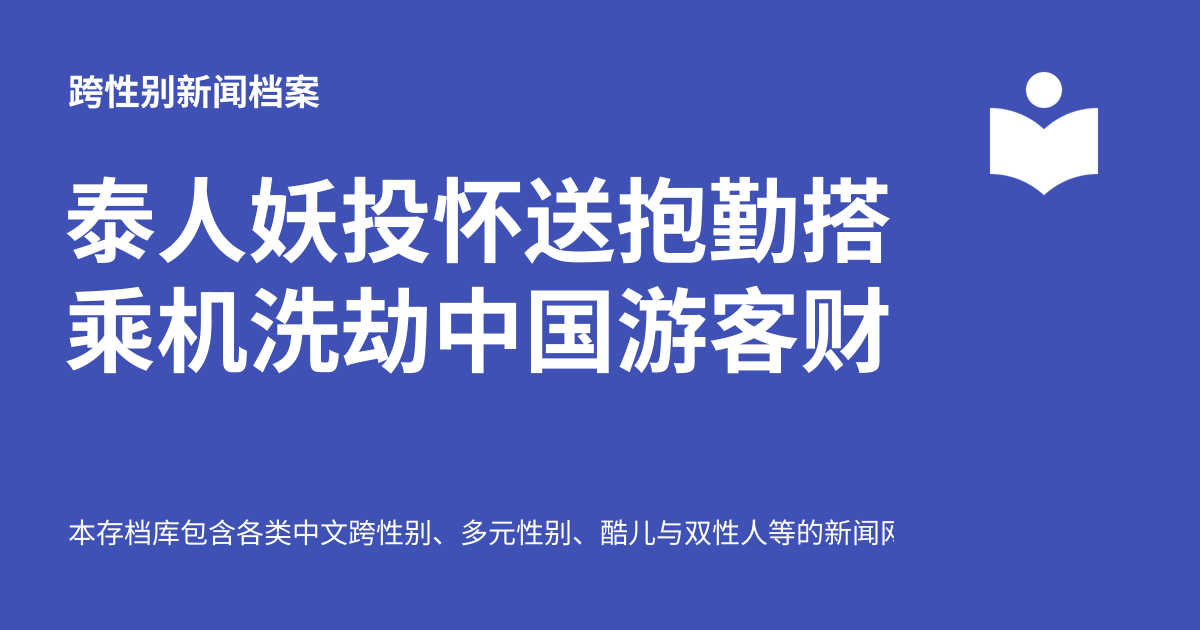 跨性别新闻档案
泰人妖投怀送抱勤搭
乘机洗劫中国游客财
本存档库包含各类中文跨性别、多元性别、酷儿与双性人等的新闻